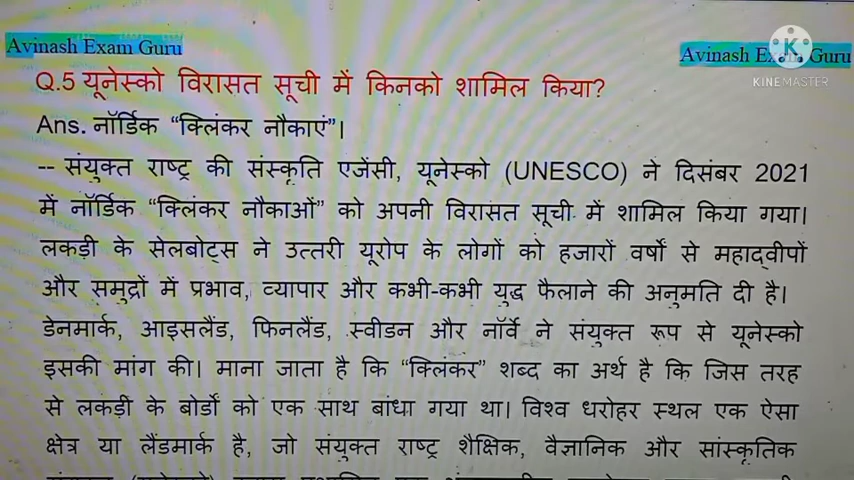 Avinash Exam Guru
Avinash Exam Guru
KINEMASTER
Q.5 यूनेस्को विरासत सूची में किनको शामिल किया?
Ans. नॉर्डिक “क्लिंकर नौकाएं”।
-- संयुक्त राष्ट्र की संस्कृति एजेंसी, यूनेस्को (UNESCO) ने दिसंबर 2021
में नॉर्डिक “क्लिंकर नौकाओं” को अपनी विरासत सूची में शामिल किया गया।
लकड़ी के सेलबोट्स ने उत्तरी यूरोप के लोगों को हजारों वर्षों से महाद्वीपों
और समुद्रों में प्रभाव, व्यापार और कभी-कभी युद्ध फैलाने की अनुमति दी है।
डेनमार्क, आइसलैंड, फिनलैंड, स्वीडन और नॉर्वे ने संयुक्त रूप से यूनेस्को
इसकी मांग की। माना जाता है कि “क्लिंकर” शब्द का अर्थ है कि जिस तरह
से लकड़ी के बोर्डों को एक साथ बांधा गया था। विश्व धरोहर स्थल एक ऐसा
क्षेत्र या लैंडमार्क है, जो संयुक्त राष्ट्र शैक्षिक, वैज्ञानिक और सांस्कृतिक